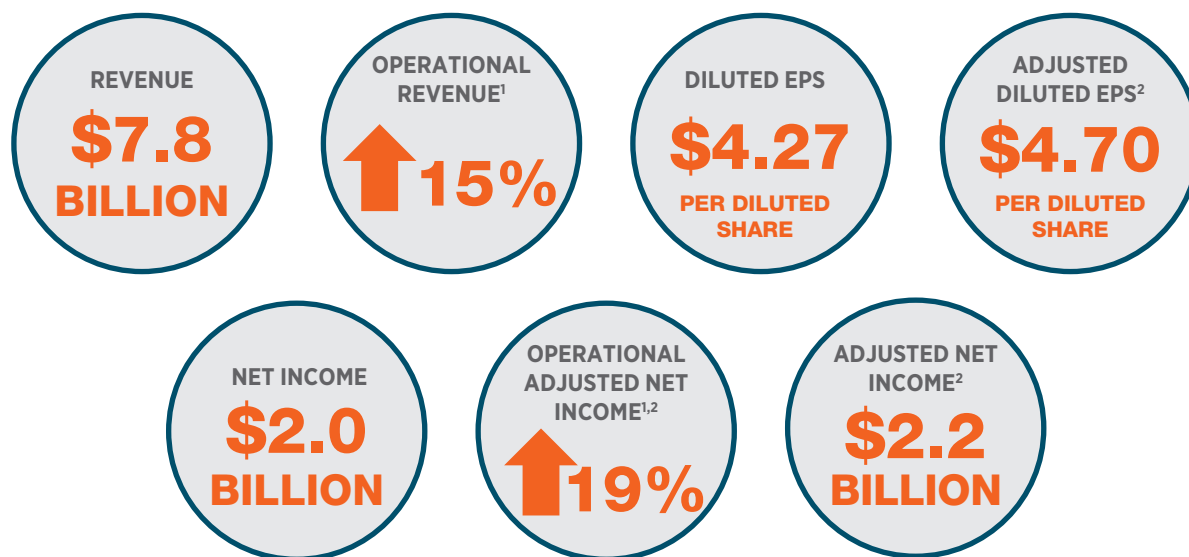 REVENUE
$7.8
BILLION
OPERATIONAL
REVENUE¹
15%
DILUTED EPS
$4.27
PER DILUTED
SHARE
ADJUSTED
DILUTED EPS²
$4.70
PER DILUTED
SHARE
NET INCOME
$2.0
BILLION
OPERATIONAL
ADJUSTED NET
INCOME¹,²
19%
ADJUSTED NET
INCOME²
$2.2
BILLION